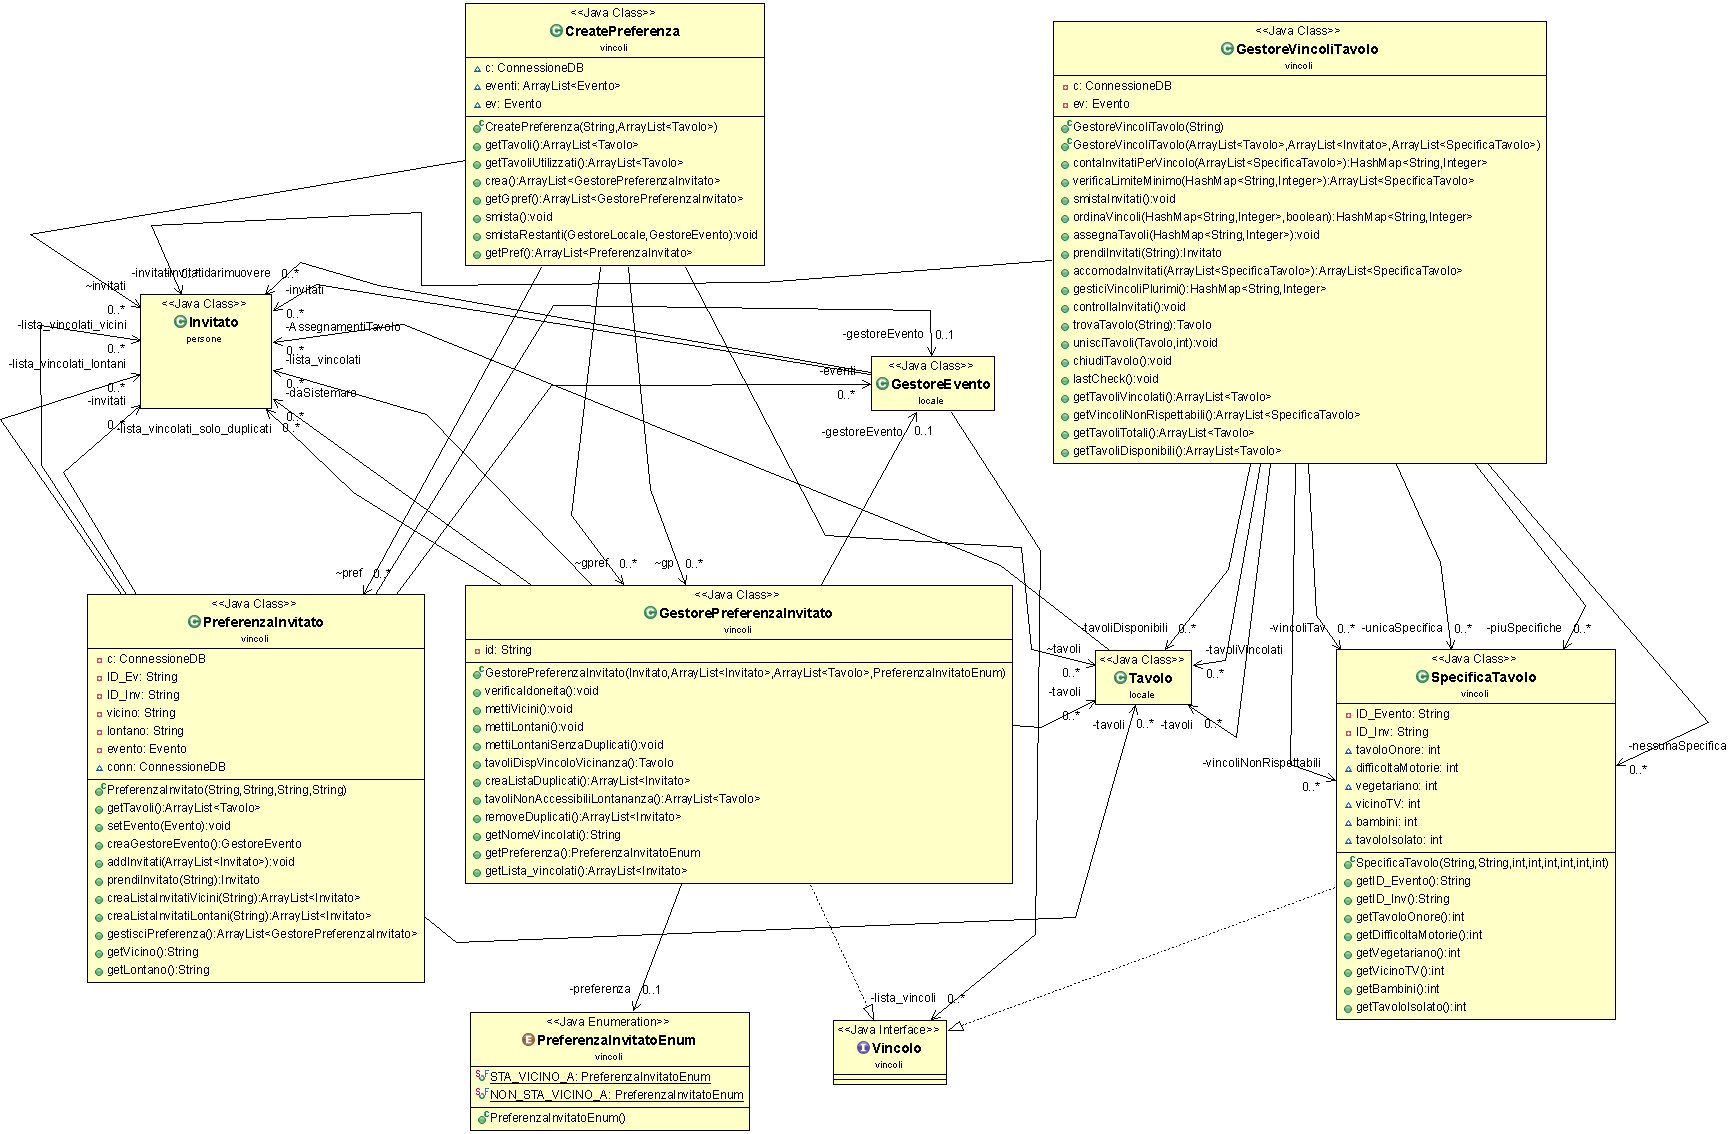 <<Java Class>>
CreatePreferenza
vincoli
c: ConnessioneDB
eventi: ArrayList<Evento>
ev: Evento
CreatePreferenza(String,ArrayList<Tavolo>)
getTavoli():ArrayList<Tavolo>
getTavoliUtilizzati():ArrayList<Tavolo>
crea():ArrayList<GestorePreferenzaInvitato>
getGpref():ArrayList<GestorePreferenzaInvitato>
smista():void
smistaRestanti(GestoreLocale,GestoreEvento):void
getPref():ArrayList<PreferenzaInvitato>
<<Java Class>>
GestoreVincoliTavolo
vincoli
c: ConnessioneDB
ev: Evento
GestoreVincoliTavolo(String)
GestoreVincoliTavolo(ArrayList<Tavolo>,ArrayList<Invitato>,ArrayList<SpecificaTavolo>)
contaInvitatiPerVincolo(ArrayList<SpecificaTavolo>):HashMap<String,Integer>
verificaLimiteMinimo(HashMap<String,Integer>):ArrayList<SpecificaTavolo>
smistaInvitati():void
ordinaVincoli(HashMap<String,Integer>,boolean):HashMap<String,Integer>
assegnaTavoli(HashMap<String,Integer>):void
prendiInvitati(String):Invitato
accomodaInvitati(ArrayList<SpecificaTavolo>):ArrayList<SpecificaTavolo>
gesticiVincoliPlurimi():HashMap<String,Integer>
controllaInvitati():void
trovaTavolo(String):Tavolo
unisciTavoli(Tavolo,int):void
chiudiTavolo():void
lastCheck():void
getTavoliVincolati():ArrayList<Tavolo>
getVincoliNonRispettabili():ArrayList<SpecificaTavolo>
getTavoliTotali():ArrayList<Tavolo>
getTavoliDisponibili():ArrayList<Tavolo>
0..*
~invitati
0..*
-invitati
0..*
<<Java Class>>
Invitato
persone
-lista_vincolati_vicini
0..*
-AssegnamentiTavolo
0..*
-lista_vincolati_lontani
0..*
-lista_vincolati
0..*
-invitati
0..*
-daSistemare
0..*
-lista_vincolati_solo_duplicati
0..*
-gestoreEvento
0..1
<<Java Class>>
GestoreEvento
locale
-eventi
0..*
-gestoreEvento
0..1
~pref
0..*
~gpref
0..*
~gp
0..*
<<Java Class>>
PreferenzaInvitato
vincoli
c: ConnessioneDB
ID_Ev: String
ID_Inv: String
vicino: String
lontano: String
evento: Evento
conn: ConnessioneDB
PreferenzaInvitato(String,String,String,String)
getTavoli():ArrayList<Tavolo>
setEvento(Evento):void
creaGestoreEvento():GestoreEvento
addInvitati(ArrayList<Invitato>):void
prendiInvitato(String):Invitato
creaListaInvitatiVicini(String):ArrayList<Invitato>
creaListaInvitatiLontani(String):ArrayList<Invitato>
gestisciPreferenza():ArrayList<GestorePreferenzaInvitato>
getVicino():String
getLontano():String
<<Java Class>>
GestorePreferenzaInvitato
vincoli
id: String
GestorePreferenzaInvitato(Invitato,ArrayList<Invitato>,ArrayList<Tavolo>,PreferenzaInvitatoEnum)
verificaIdoneita():void
mettiVicini():void
mettiLontani():void
mettiLontaniSenzaDuplicati():void
tavoliDispVincoloVicinanza():Tavolo
creaListaDuplicati():ArrayList<Invitato>
tavoliNonAccessibiliLontananza():ArrayList<Tavolo>
removeDuplicati():ArrayList<Invitato>
getNomeVincolati():String
getPreferenza():PreferenzaInvitatoEnum
getLista_vincolati():ArrayList<Invitato>
-tavoliDisponibili
0..*
-vincoliTav
0..*
-unicaSpecifica
0..*
-piuSpecifiche
0..*
~tavoli
0..*
-tavoliVincolati
0..*
<<Java Class>>
Tavolo
locale
-tavoli
0..*
-tavoli
0..*
-tavoli
0..*
-vincoliNonRispettabili
0..*
-nessunaSpecifica
0..*
<<Java Class>>
SpecificaTavolo
vincoli
ID_Evento: String
ID_Inv: String
tavoloOnore: int
difficoltaMotorie: int
vegetariano: int
vicinoTV: int
bambini: int
tavoloIsolato: int
SpecificaTavolo(String,String,int,int,int,int,int,int)
getID_Evento():String
getID_Inv():String
getTavoloOnore():int
getDifficoltaMotorie():int
getVegetariano():int
getVicinoTV():int
getBambini():int
getTavoloIsolato():int
-preferenza
0..1
-lista_vincoli
0..*
<<Java Enumeration>>
PreferenzaInvitatoEnum
vincoli
STA_VICINO_A: PreferenzaInvitatoEnum
NON_STA_VICINO_A: PreferenzaInvitatoEnum
PreferenzaInvitatoEnum()
<<Java Interface>>
Vincolo
vincoli